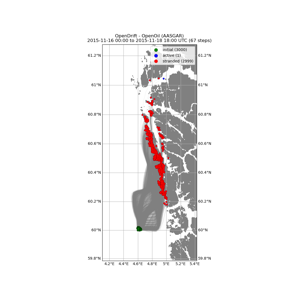 OpenDrift - OpenOil (AASGAR)
2015-11-16 00:00 to 2015-11-18 18:00 UTC (67 steps)
initial (3000)
active (1)
stranded (2999)
61.2°N
61.2°N
61°N
61°N
60.8°N
60.8°N
60.6°N
60.6°N
60.4°N
60.4°N
60.2°N
60.2°N
60°N
60°N
59.8°N
59.8°N
4.2°E 4.4°E 4.6°E 4.8°E 5°E 5.2°E 5.4°E